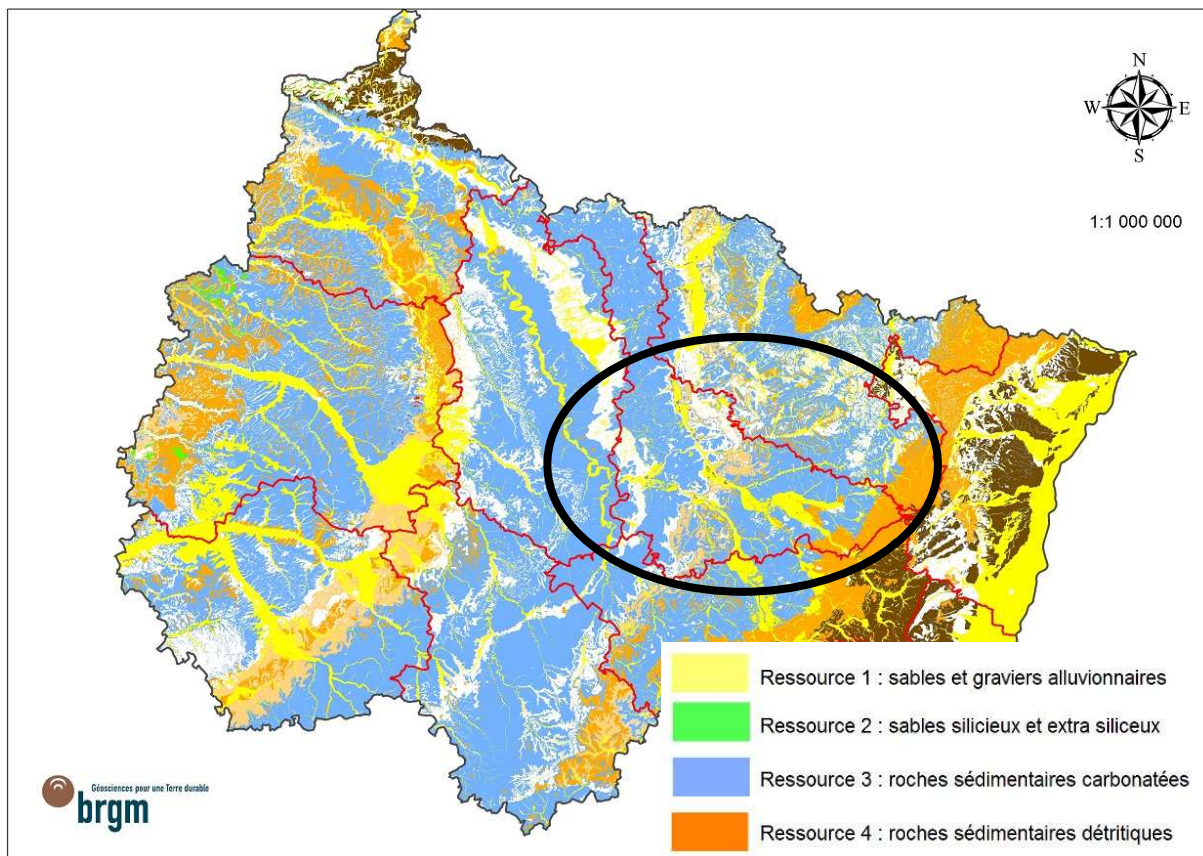 N
W E
S
1:1 000 000
Ressource 1 : sables et graviers alluvionnaires
Ressource 2 : sables silicieux et extra siliceux
Ressource 3 : roches sédimentaires carbonatées
Ressource 4 : roches sédimentaires détritiques
Géosciences pour une Terre durable
brgm